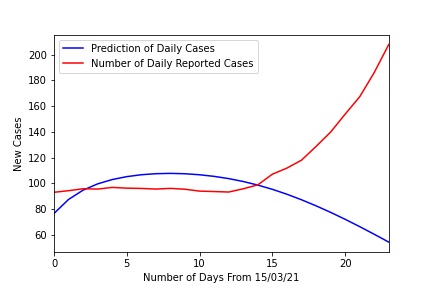 Prediction of Daily Cases
Number of Daily Reported Cases
200
180
160
140
120
100
80
60
New Cases
0 5 10 15 20
Number of Days From 15/03/21